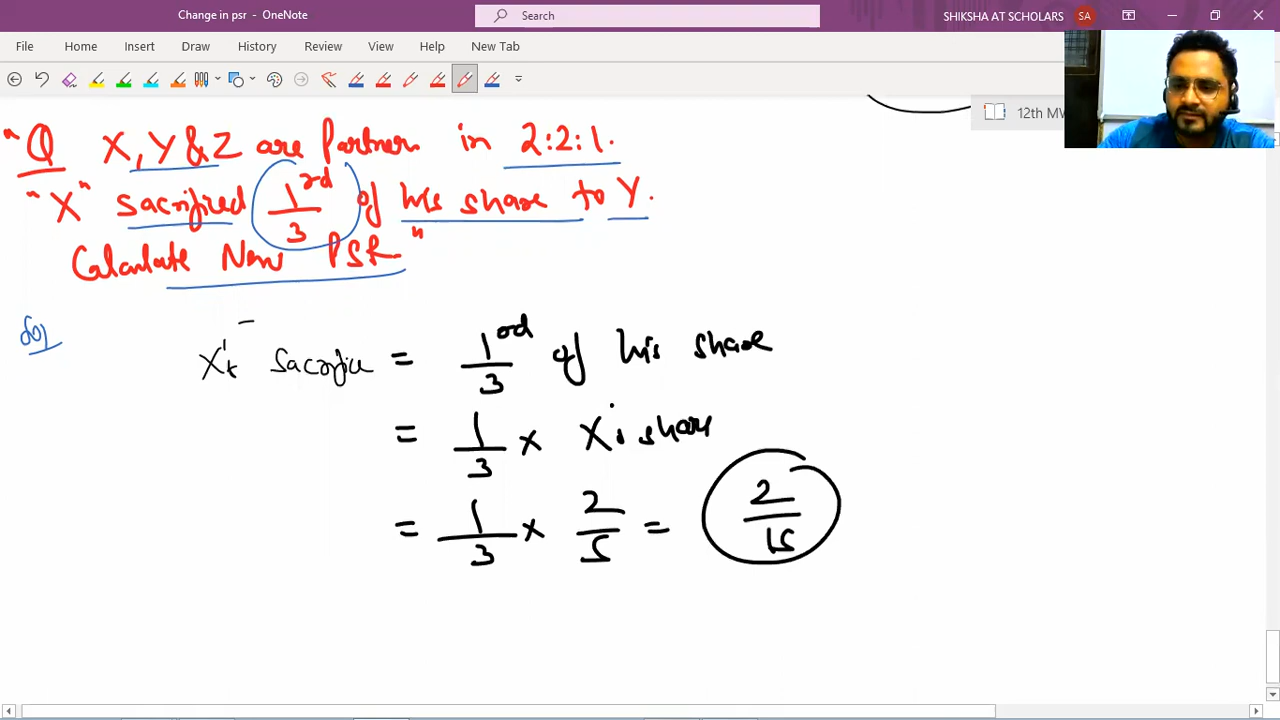 Change in psr - OneNote
Search
SHIKSHA AT SCHOLARS SA
File Home Insert Draw History Review View Help New Tab
12th MW
"Q X, Y & Z are Partners in 2:2:1.
"X" sacrificed 1/3rd of his share to Y.
Calculate New PSR"
Sol
X's Sacrifice = 1/3rd of his share
= 1/3 x X's share
= 1/3 x 2/5 = 2/15